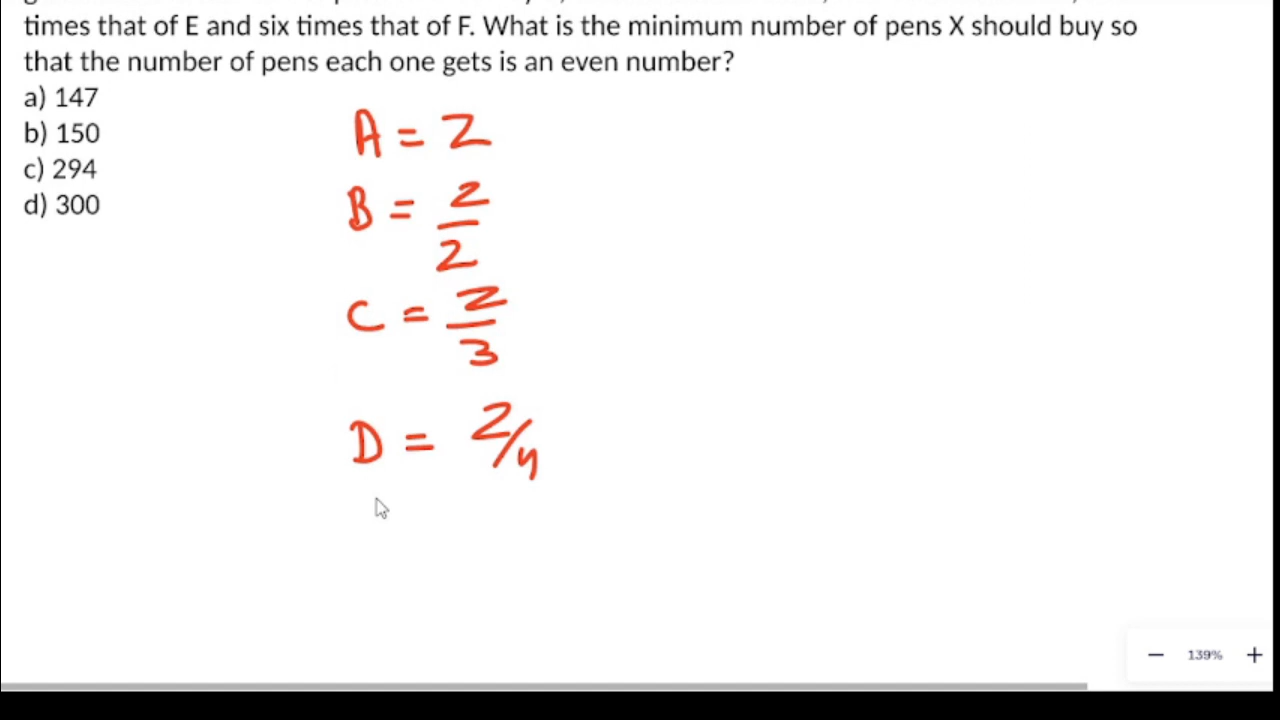 times that of E and six times that of F. What is the minimum number of pens X should buy so
that the number of pens each one gets is an even number?
a) 147
b) 150
c) 294
d) 300
A = z
B = z/2
C = z/3
D = z/4
− 139% +